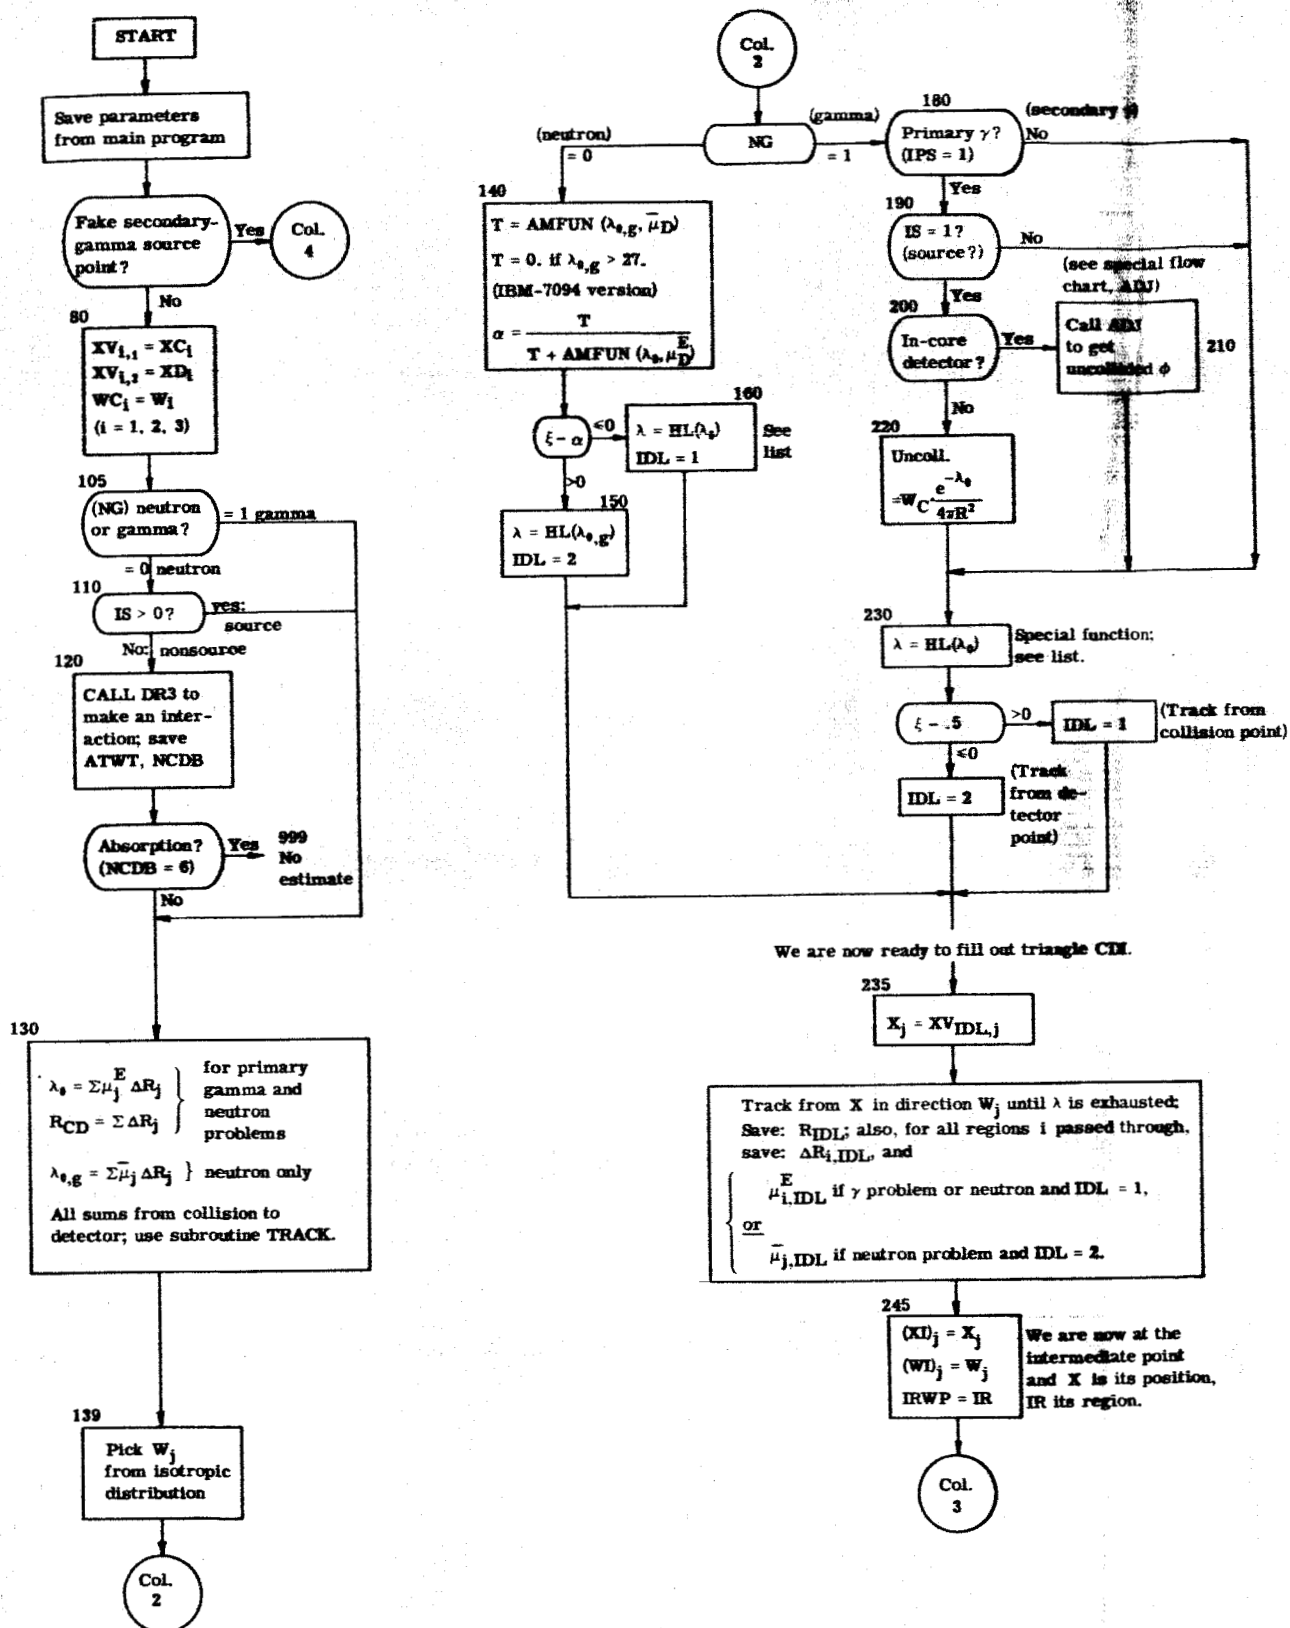 START
Save parameters
from main program
Fake secondary-
gamma source
point?
Yes
Col.
4
No
80
XV_{i,1} = XC_i
XV_{i,2} = XD_i
WC_i = W_i
(i = 1, 2, 3)
105
(NG) neutron
or gamma?
= 1 gamma
= 0 neutron
110
IS > 0?
yes:
source
No: nonsource
120
CALL DR3 to
make an inter-
action; save
ATWT, NCDB
Absorption?
(NCDB = 6)
Yes
999
No
estimate
No
130
λ_0 = Σμ_j^E ΔR_j
R_{CD} = Σ ΔR_j
for primary
gamma and
neutron
problems
λ_{0,g} = Σμ̄_j ΔR_j } neutron only
All sums from collision to
detector; use subroutine TRACK.
139
Pick W_j
from isotropic
distribution
Col.
2
Col.
2
NG
(neutron)
= 0
(gamma)
= 1
140
T = AMFUN (λ_{0,g}, μ̄_D)
T = 0. if λ_{0,g} > 27.
(IBM-7094 version)
α = T / (T + AMFUN (λ_0, μ_D^E))
ξ - α
≤0
>0
160
λ = HL(λ_0)
IDL = 1
See
list
150
λ = HL(λ_{0,g})
IDL = 2
180
Primary γ?
(IPS = 1)
(secondary
No
Yes
190
IS = 1?
(source?)
No
Yes
(see special flow
chart, ADJ)
200
In-core
detector?
Yes
No
Call ADJ
to get
uncollided ϕ
210
220
Uncoll.
=W_C · e^{-λ_0} / 4πR^2
230
λ = HL(λ_0)
Special function;
see list.
ξ - .5
>0
≤0
IDL = 1
(Track from
collision point)
IDL = 2
(Track
from de-
tector
point)
We are now ready to fill out triangle CDI.
235
X_j = XV_{IDL,j}
Track from X in direction W_j until λ is exhausted;
Save: R_{IDL}; also, for all regions i passed through,
save: ΔR_{i,IDL}, and
μ_{i,IDL}^E if γ problem or neutron and IDL = 1,
or
μ̄_{j,IDL} if neutron problem and IDL = 2.
245
(XI)_j = X_j
(WI)_j = W_j
IRWP = IR
We are now at the
intermediate point
and X is its position,
IR its region.
Col.
3